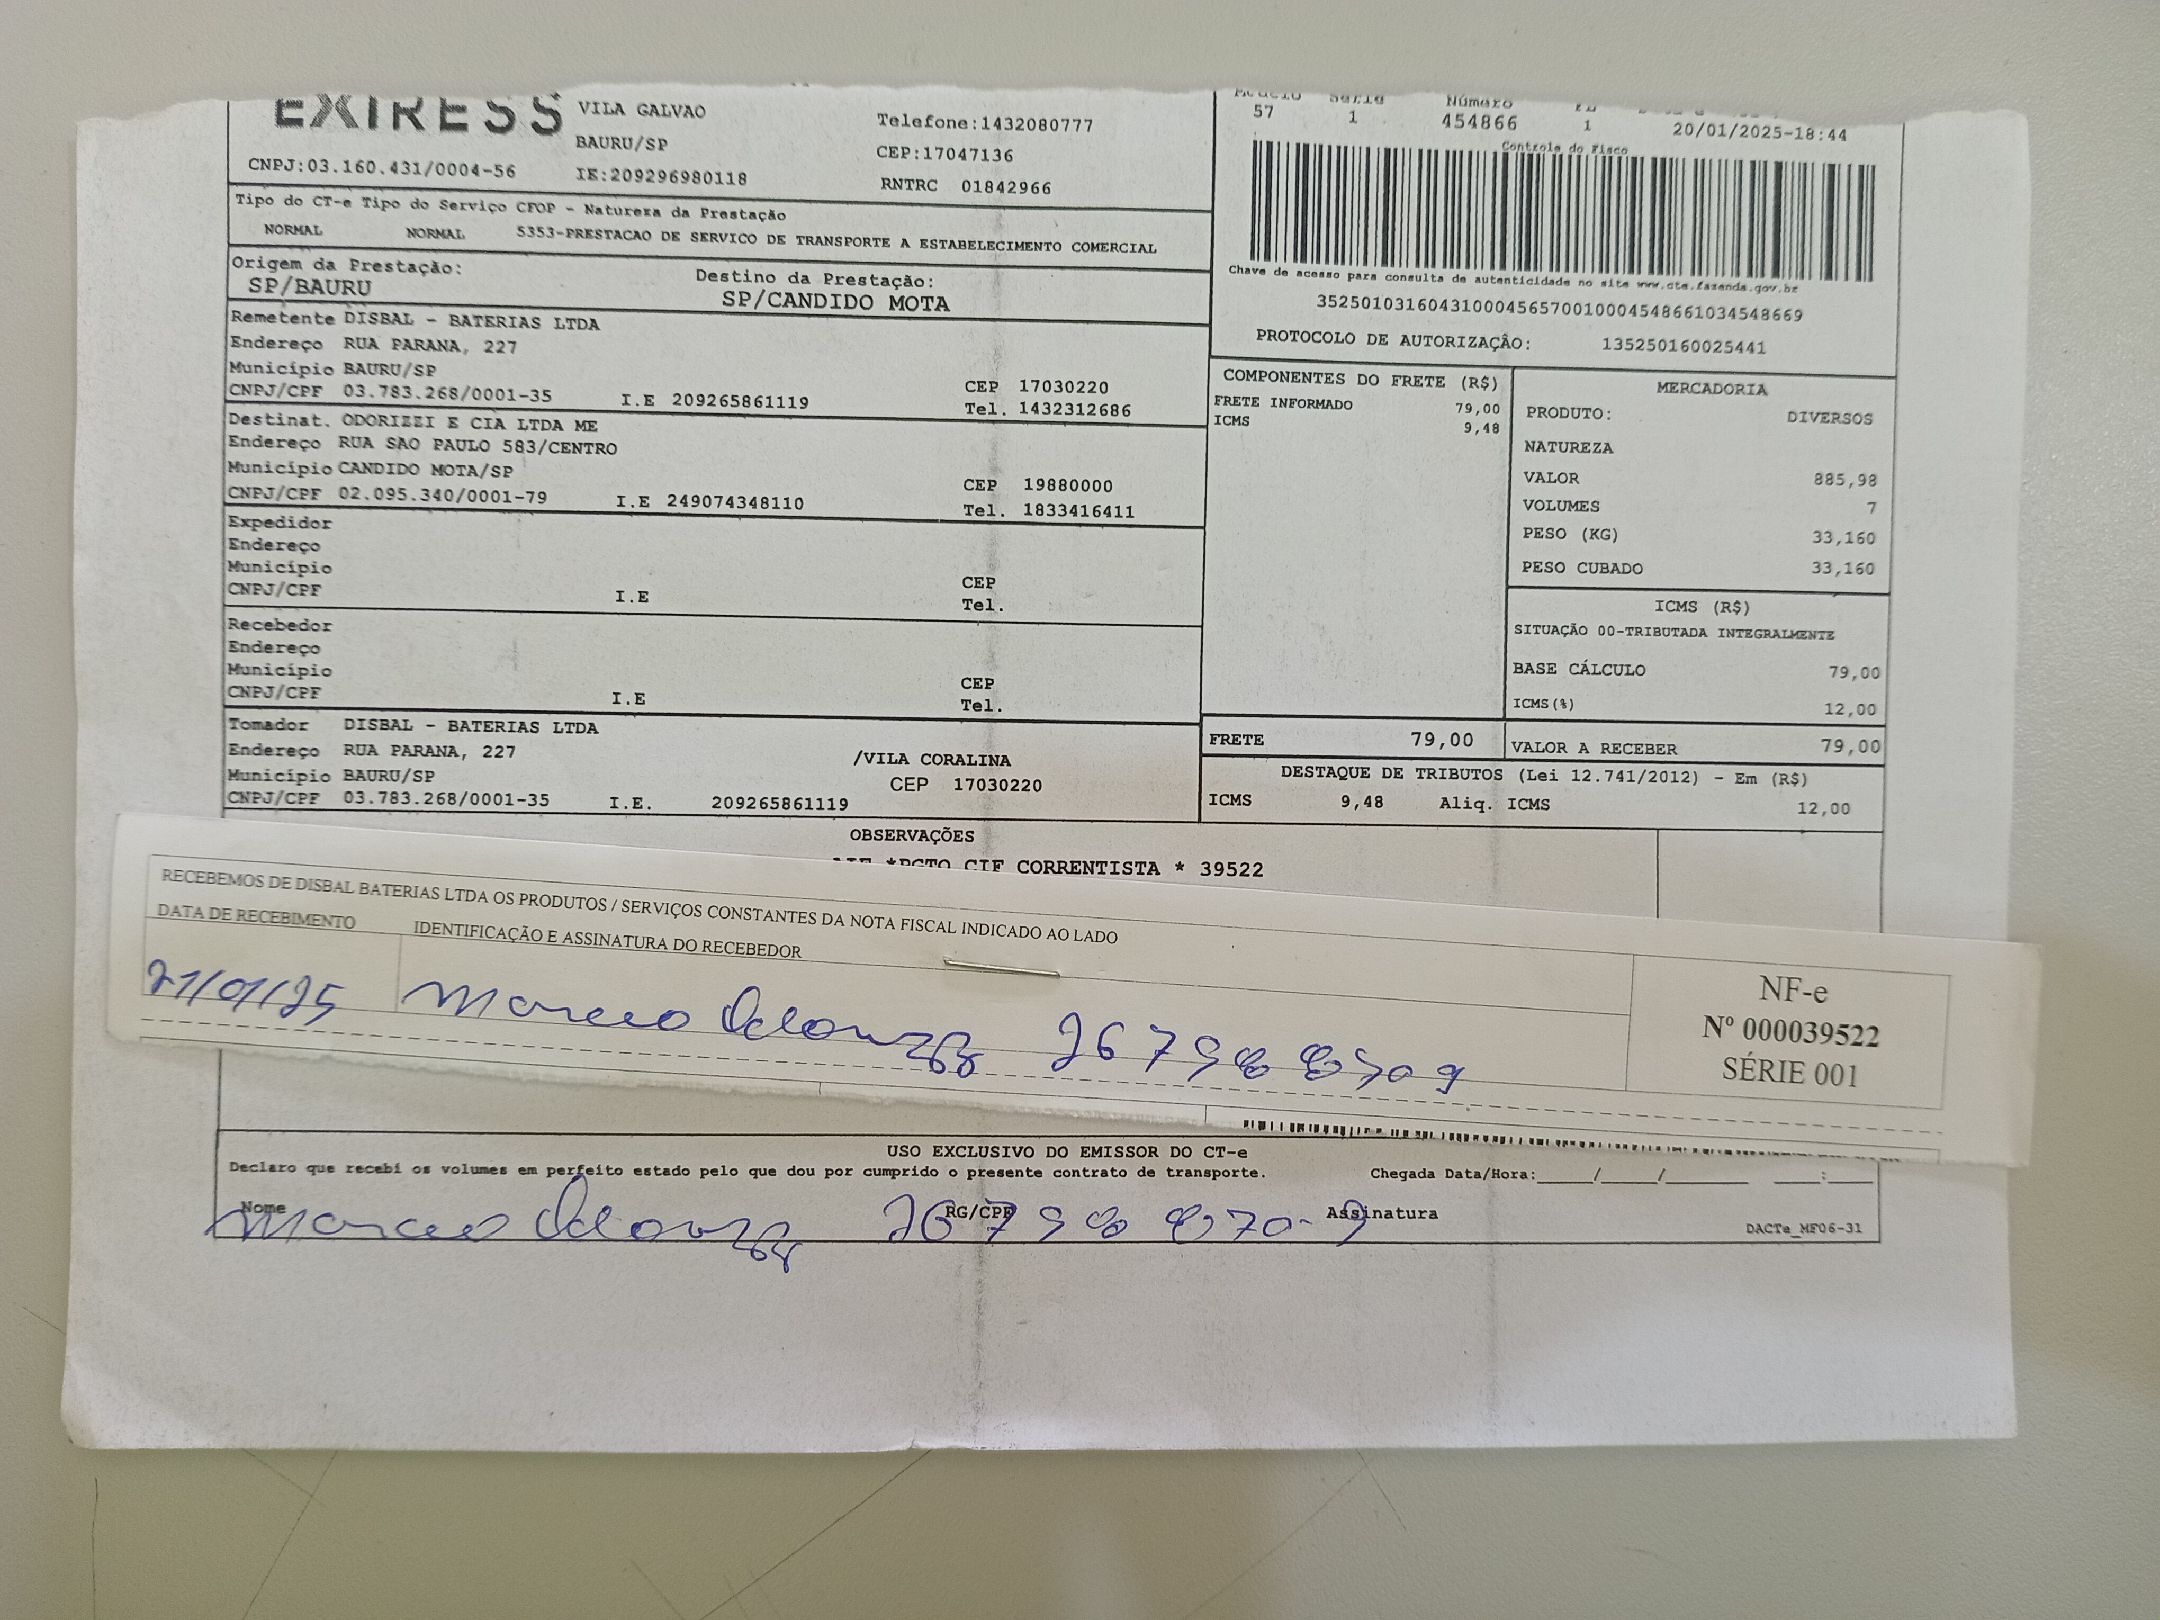 EXPRESS
VILA GALVAO
BAURU/SP
CNPJ:03.160.431/0004-56 IE:209296980118
Telefone:1432080777
CEP:17047136
RNTRC 01842966
Modelo Série Número
57 1 454866 1 20/01/2025-18:44
Controle do Fisco
Chave de acesso para consulta de autenticidade no site www.cte.fazenda.gov.br
35250103160431000456570010004548661034548669
PROTOCOLO DE AUTORIZAÇÃO: 135250160025441
Tipo do CT-e Tipo do Serviço CFOP - Natureza da Prestação
NORMAL NORMAL 5353-PRESTACAO DE SERVICO DE TRANSPORTE A ESTABELECIMENTO COMERCIAL
Origem da Prestação: Destino da Prestação:
SP/BAURU SP/CANDIDO MOTA
Remetente DISBAL - BATERIAS LTDA
Endereço RUA PARANA, 227
Município BAURU/SP CEP 17030220
CNPJ/CPF 03.783.268/0001-35 I.E 209265861119 Tel. 1432312686
Destinat. ODORIZZI E CIA LTDA ME
Endereço RUA SAO PAULO 583/CENTRO
Município CANDIDO MOTA/SP CEP 19880000
CNPJ/CPF 02.095.340/0001-79 I.E 249074348110 Tel. 1833416411
Expedidor
Endereço
Município CEP
CNPJ/CPF I.E Tel.
Recebedor
Endereço
Município CEP
CNPJ/CPF I.E Tel.
Tomador DISBAL - BATERIAS LTDA
Endereço RUA PARANA, 227 /VILA CORALINA
Município BAURU/SP CEP 17030220
CNPJ/CPF 03.783.268/0001-35 I.E. 209265861119
COMPONENTES DO FRETE (R$)
FRETE INFORMADO 79,00
ICMS 9,48
MERCADORIA
PRODUTO: DIVERSOS
NATUREZA
VALOR 885,98
VOLUMES 7
PESO (KG) 33,160
PESO CUBADO 33,160
ICMS (R$)
SITUAÇÃO 00-TRIBUTADA INTEGRALMENTE
BASE CÁLCULO 79,00
ICMS(%) 12,00
FRETE 79,00 VALOR A RECEBER 79,00
DESTAQUE DE TRIBUTOS (Lei 12.741/2012) - Em (R$)
ICMS 9,48 Aliq. ICMS 12,00
OBSERVAÇÕES
*PGTO CIF CORRENTISTA * 39522
RECEBEMOS DE DISBAL BATERIAS LTDA OS PRODUTOS / SERVIÇOS CONSTANTES DA NOTA FISCAL INDICADO AO LADO
DATA DE RECEBIMENTO IDENTIFICAÇÃO E ASSINATURA DO RECEBEDOR
21/01/25
NF-e
Nº 000039522
SÉRIE 001
USO EXCLUSIVO DO EMISSOR DO CT-e
Declaro que recebi os volumes em perfeito estado pelo que dou por cumprido o presente contrato de transporte. Chegada Data/Hora:____/____/____ ____:____
Nome RG/CPF Assinatura
DACTe_MF06-31